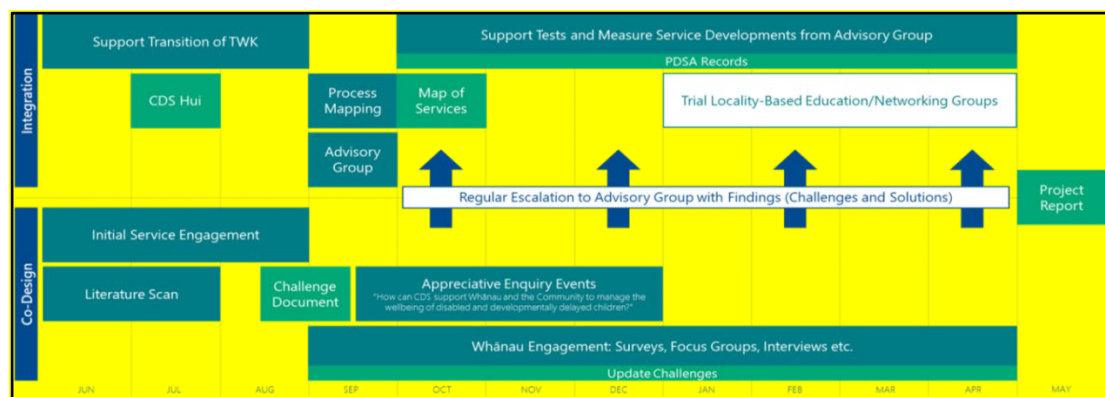 Integration
Support Transition of TWK
Support Tests and Measure Service Developments from Advisory Group
PDSA Records
CDS Hui
Process
Mapping
Map of
Services
Trial Locality-Based Education/Networking Groups
Advisory
Group
Regular Escalation to Advisory Group with Findings (Challenges and Solutions)
Project
Report
Co-Design
Initial Service Engagement
Literature Scan
Challenge
Document
Appreciative Enquiry Events
"How can CDS support Whānau and the Community to manage the
wellbeing of disabled and developmentally delayed children?"
Whānau Engagement: Surveys, Focus Groups, Interviews etc.
Update Challenges
JUN JUL AUG SEP OCT NOV DEC JAN FEB MAR APR MAY